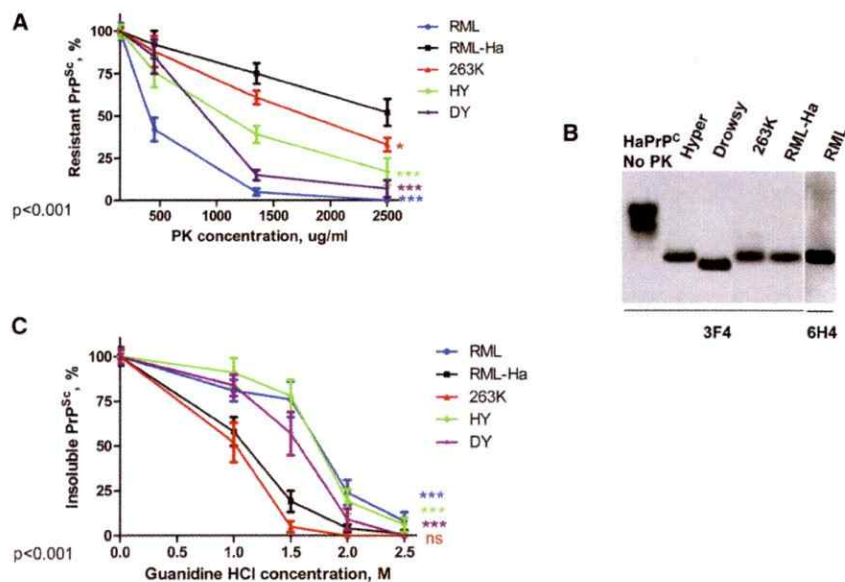 A
Resistant PrPSc, %
100
75
50
25
0
500
1000
1500
2000
2500
PK concentration, ug/ml
p<0.001
*
***
***
***
RML
RML-Ha
263K
HY
DY
B
HaPrPC
No PK
Hyper
Drowsy
263K
RML-Ha
RML
3F4
6H4
C
Insoluble PrPSc, %
100
75
50
25
0
0.0
1.0
1.5
2.0
2.5
Guanidine HCl concentration, M
p<0.001
***
***
***
ns
RML
RML-Ha
263K
HY
DY